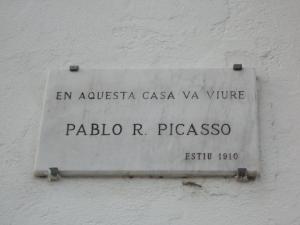 EN AQUESTA CASA VA VIURE
PABLO R. PICASSO
ESTIU 1910